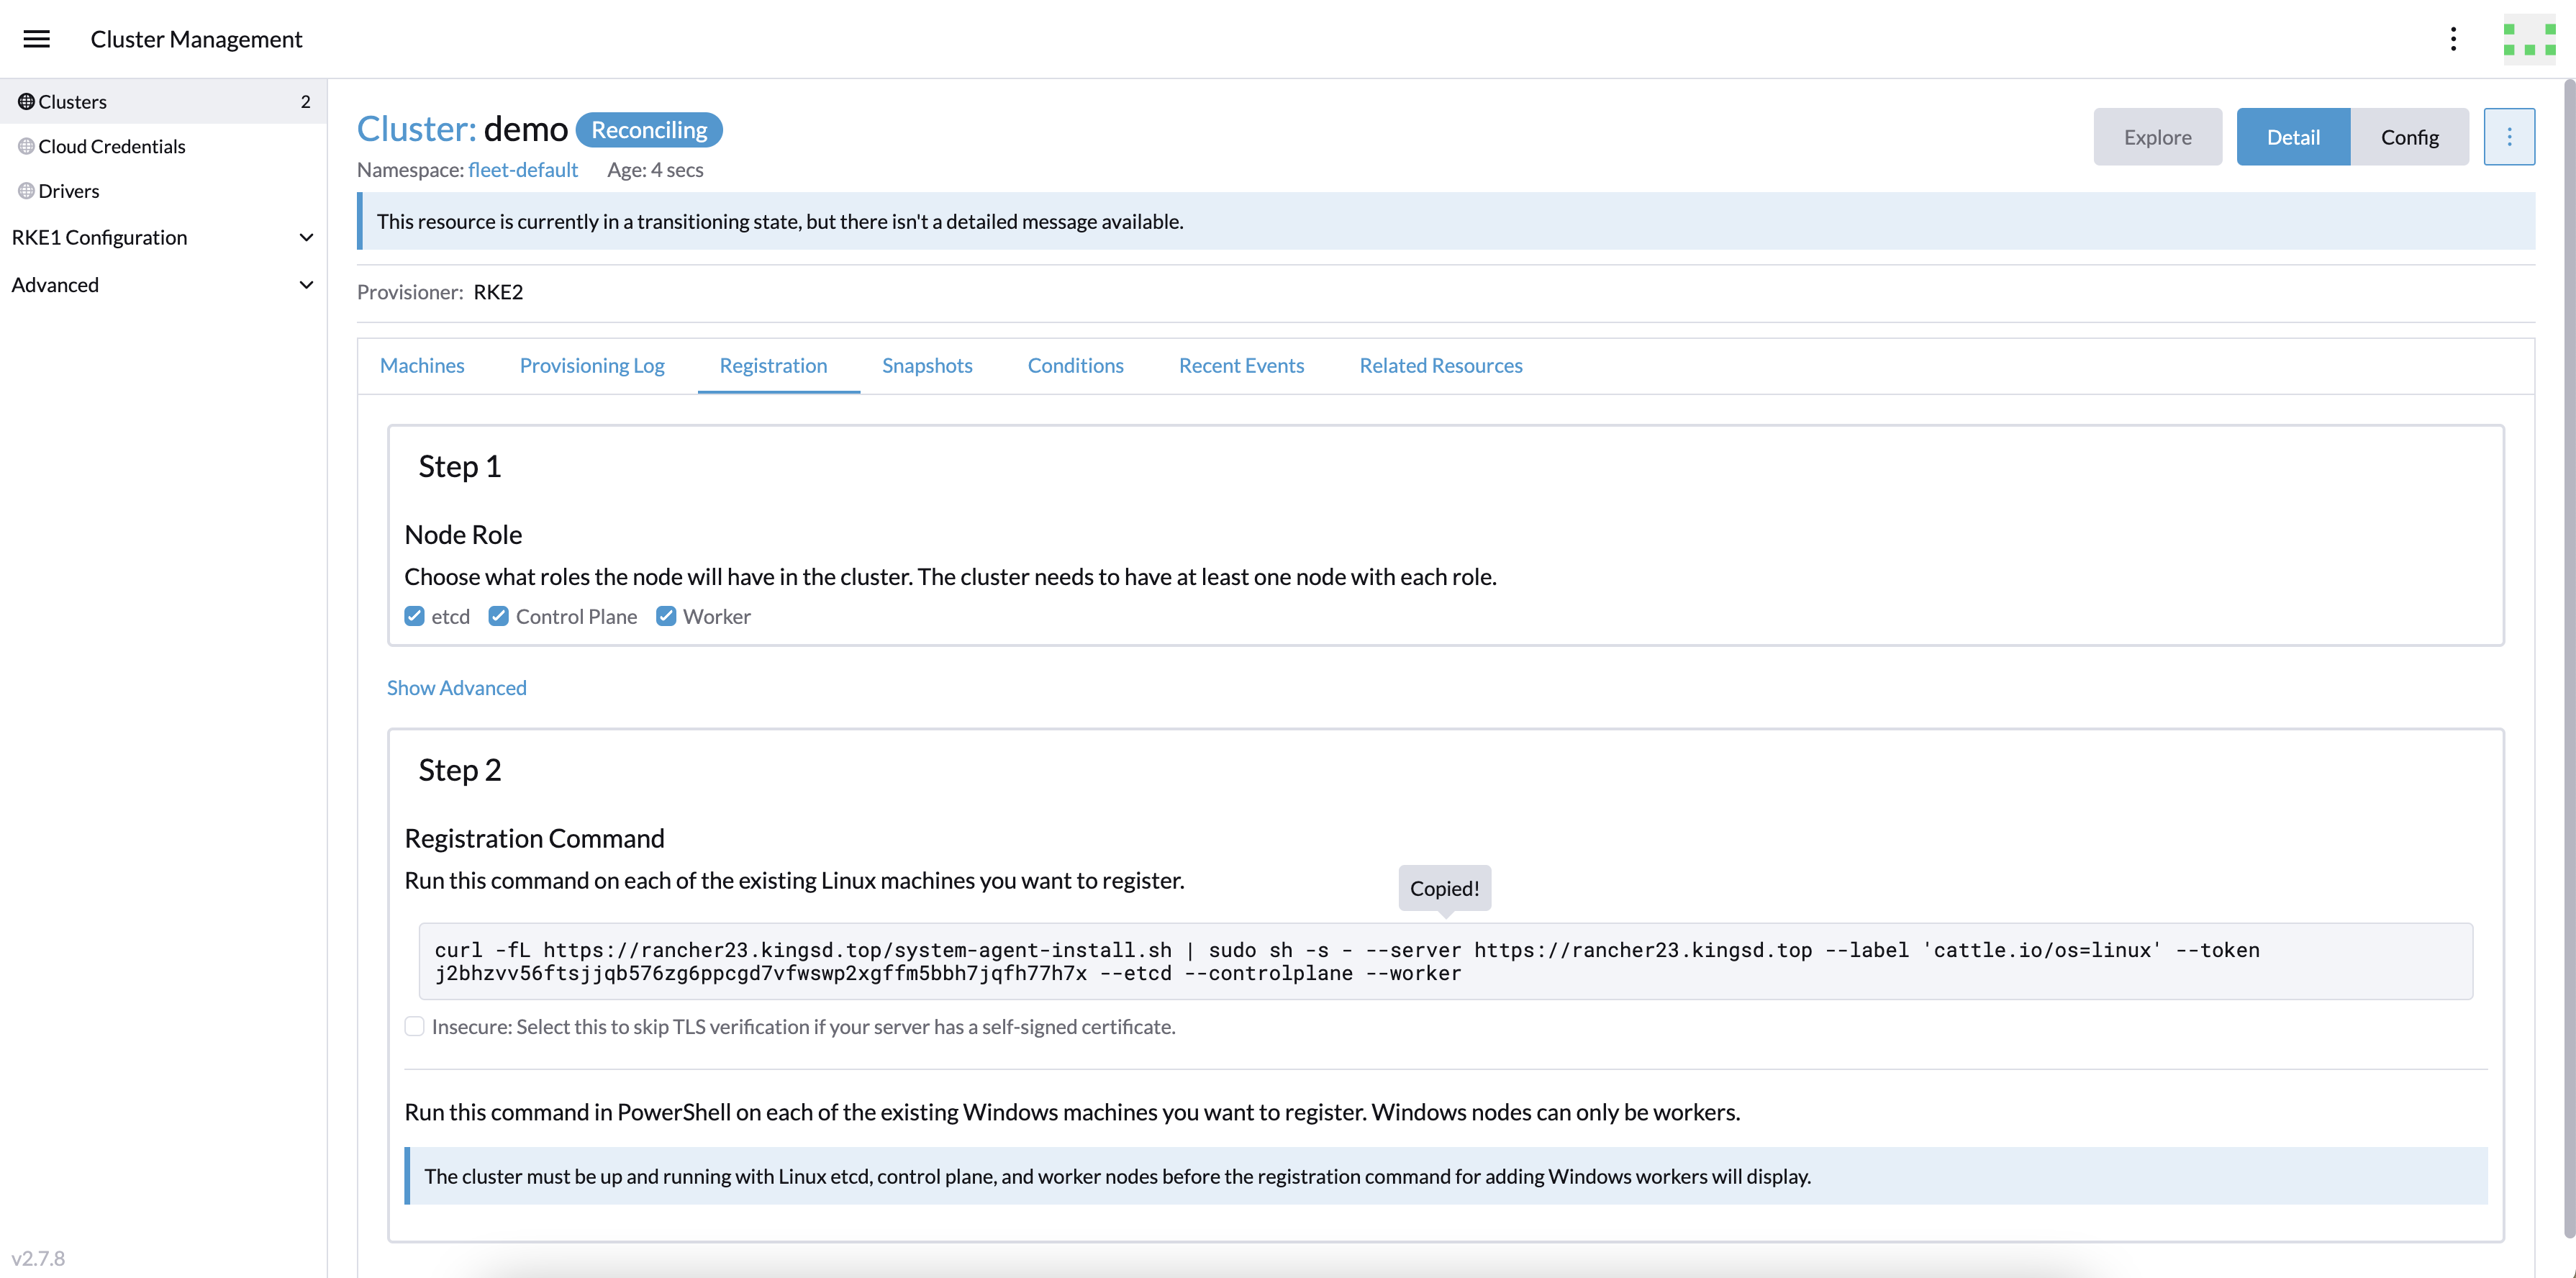 Cluster Management
Clusters 2
Cloud Credentials
Drivers
RKE1 Configuration
Advanced
v2.7.8
Cluster: demo Reconciling
Explore Detail Config
Namespace: fleet-default Age: 4 secs
This resource is currently in a transitioning state, but there isn't a detailed message available.
Provisioner: RKE2
Machines Provisioning Log Registration Snapshots Conditions Recent Events Related Resources
Step 1
Node Role
Choose what roles the node will have in the cluster. The cluster needs to have at least one node with each role.
etcd Control Plane Worker
Show Advanced
Step 2
Registration Command
Run this command on each of the existing Linux machines you want to register.
Copied!
curl -fL https://rancher23.kingsd.top/system-agent-install.sh | sudo sh -s - --server https://rancher23.kingsd.top --label 'cattle.io/os=linux' --token
j2bhzvv56ftsjjqb576zg6ppcgd7vfwswp2xgffm5bbh7jqfh77h7x --etcd --controlplane --worker
Insecure: Select this to skip TLS verification if your server has a self-signed certificate.
Run this command in PowerShell on each of the existing Windows machines you want to register. Windows nodes can only be workers.
The cluster must be up and running with Linux etcd, control plane, and worker nodes before the registration command for adding Windows workers will display.